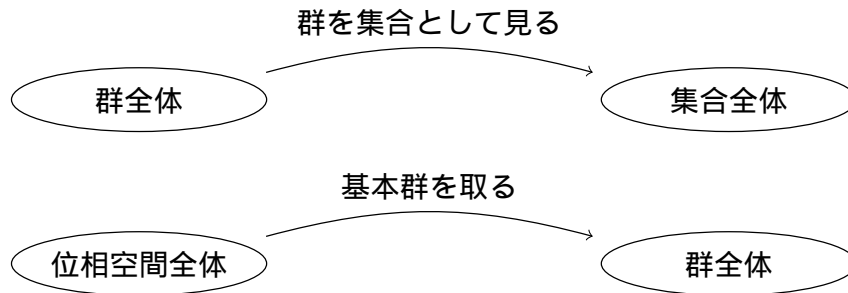 群を集合として見る
群全体
集合全体
基本群を取る
位相空間全体
群全体